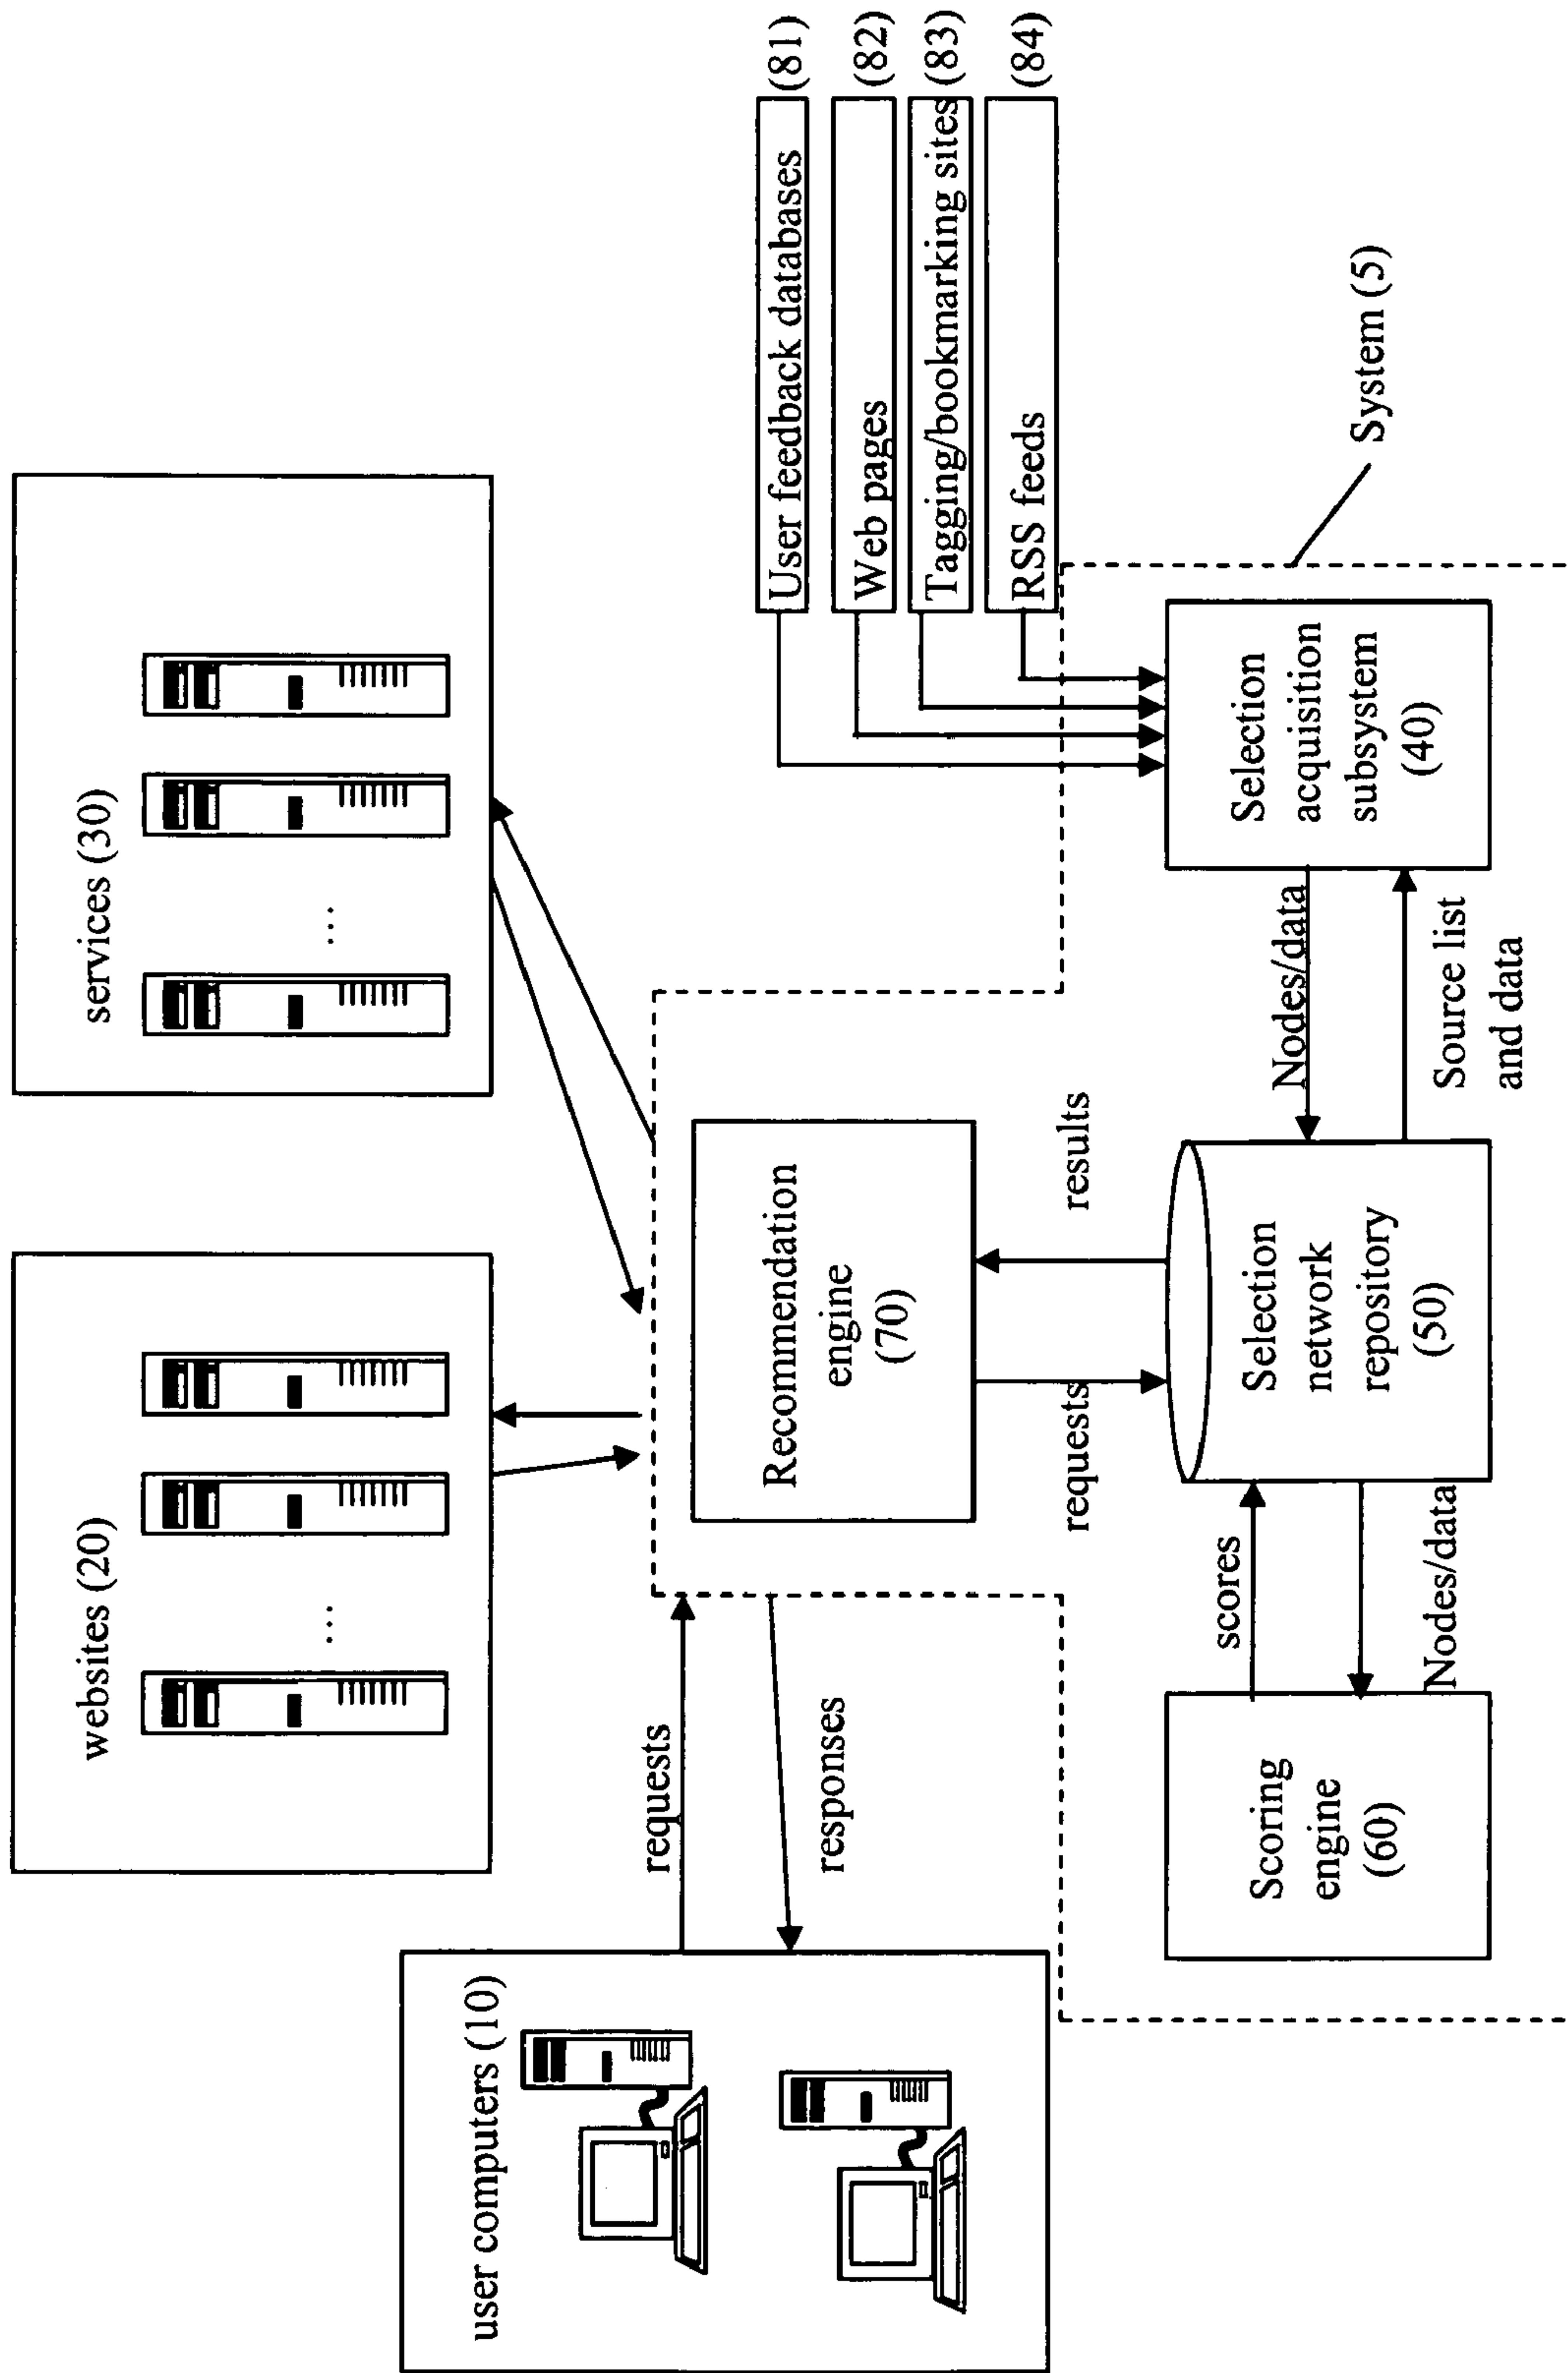 websites (20)
...
services (30)
...
user computers (10)
requests
responses
Recommendation
engine
(70)
requests
results
User feedback databases
(81)
Web pages
(82)
Tagging/bookmarking sites
(83)
RSS feeds
(84)
System (5)
Scoring
engine
(60)
scores
Nodes/data
Selection
network
repository
(50)
Nodes/data
Source list
and data
Selection
acquisition
subsystem
(40)